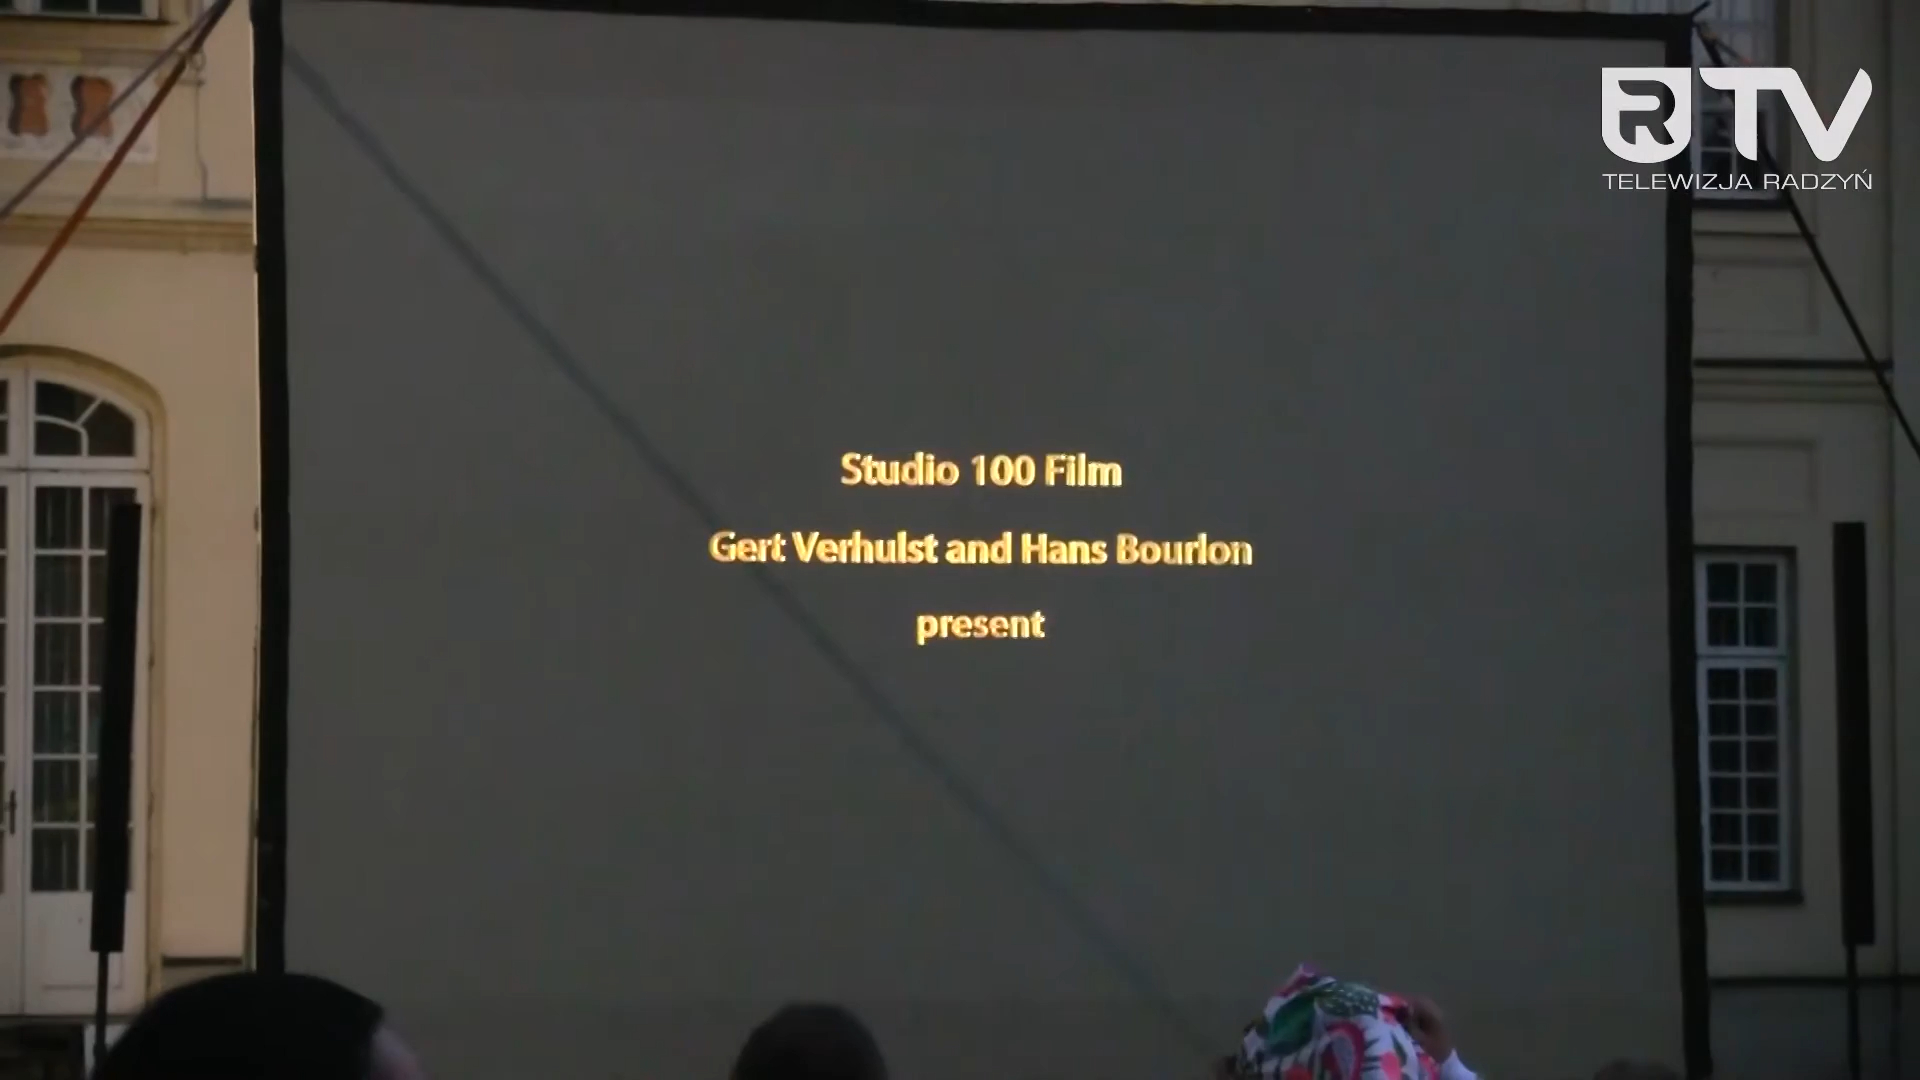 RTV
TELEWIZJA RADZYŃ
Studio 100 Film
Gert Verhulst and Hans Bourlon
present